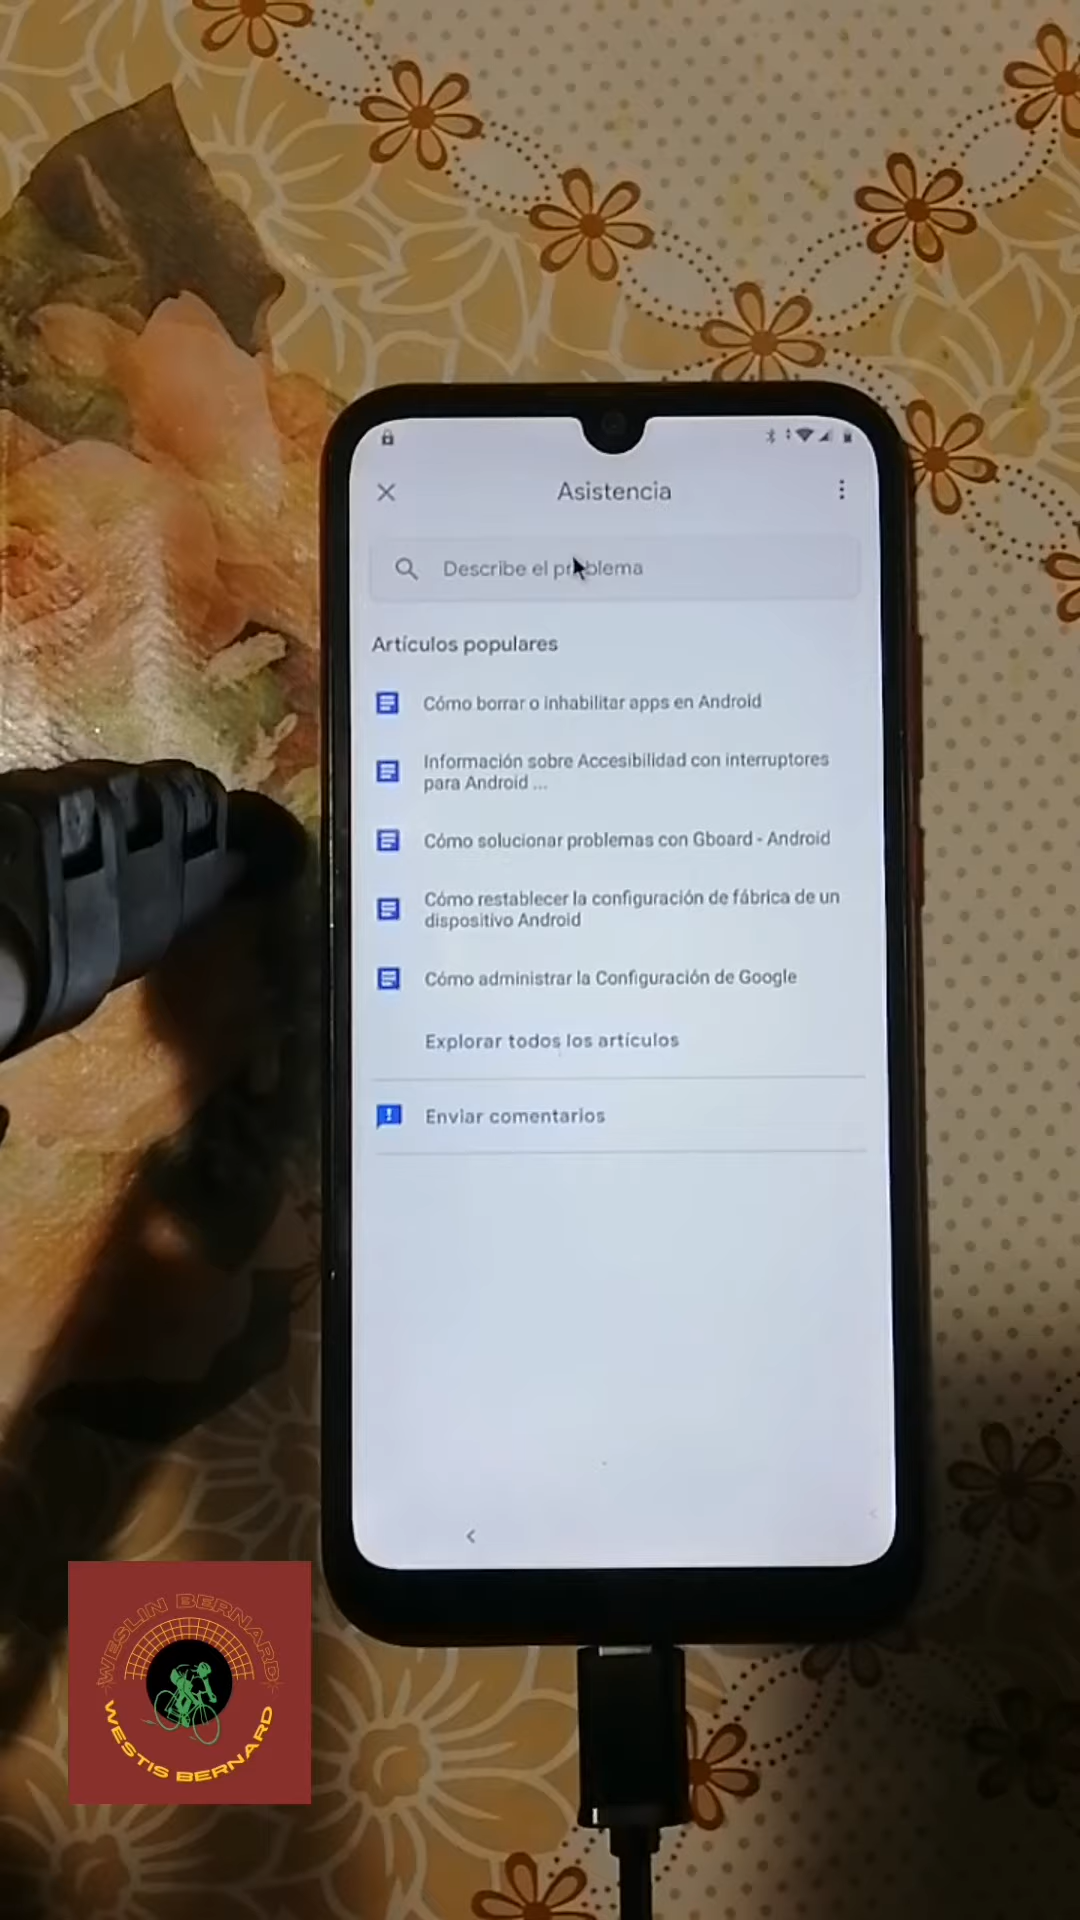 Asistencia
Describe el problema
Artículos populares
Cómo borrar o inhabilitar apps en Android
Información sobre Accesibilidad con interruptores
para Android ...
Cómo solucionar problemas con Gboard - Android
Cómo restablecer la configuración de fábrica de un
dispositivo Android
Cómo administrar la Configuración de Google
Explorar todos los artículos
Enviar comentarios
WESLIN BERNARD
WESTIS BERNARD